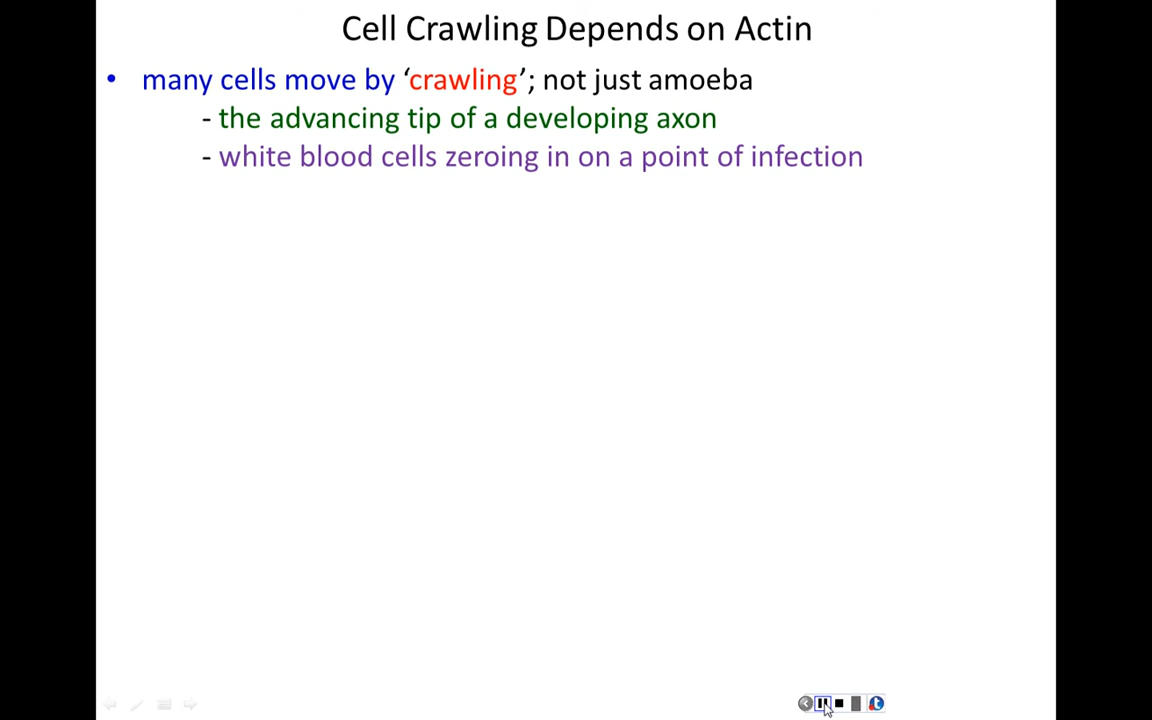 Cell Crawling Depends on Actin
• many cells move by ‘crawling’; not just amoeba
- the advancing tip of a developing axon
- white blood cells zeroing in on a point of infection